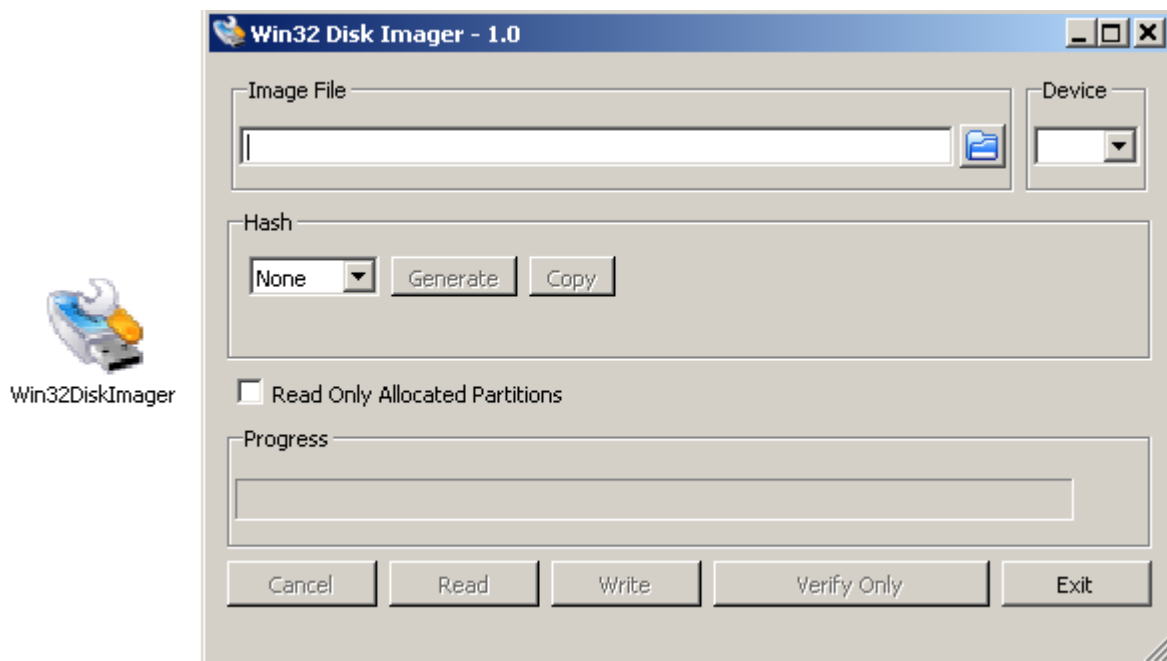 Win32 Disk Imager - 1.0
Image File
Device
Hash
None Generate Copy
Win32DiskImager
Read Only Allocated Partitions
Progress
Cancel Read Write Verify Only Exit